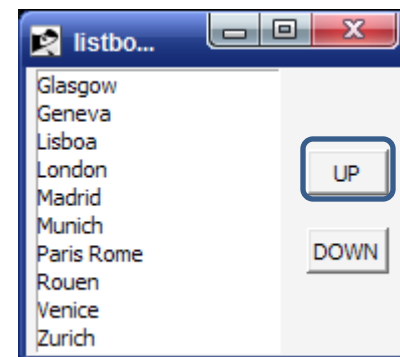 listbo...
Glasgow
Geneva
Lisboa
London
Madrid
Munich
Paris Rome
Rouen
Venice
Zurich
UP
DOWN